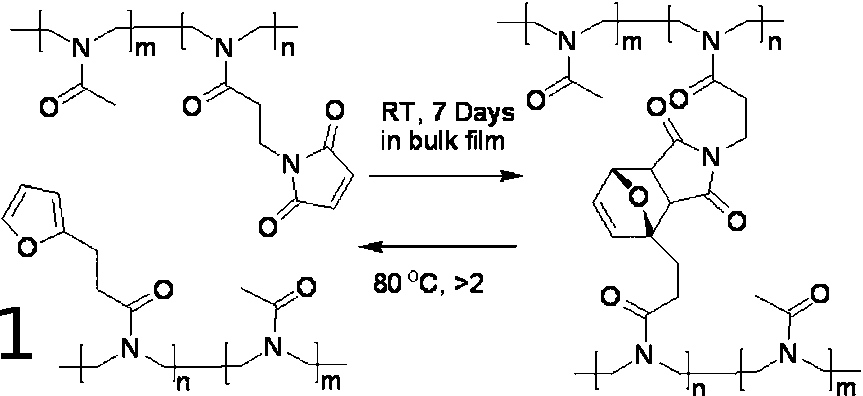 N m N n
N m N n
O O
O O
RT, 7 Days
in bulk film
O
N
O
O
N
O
O
O
80 °C, >2
O O
O O
1
N n N m
N n N m